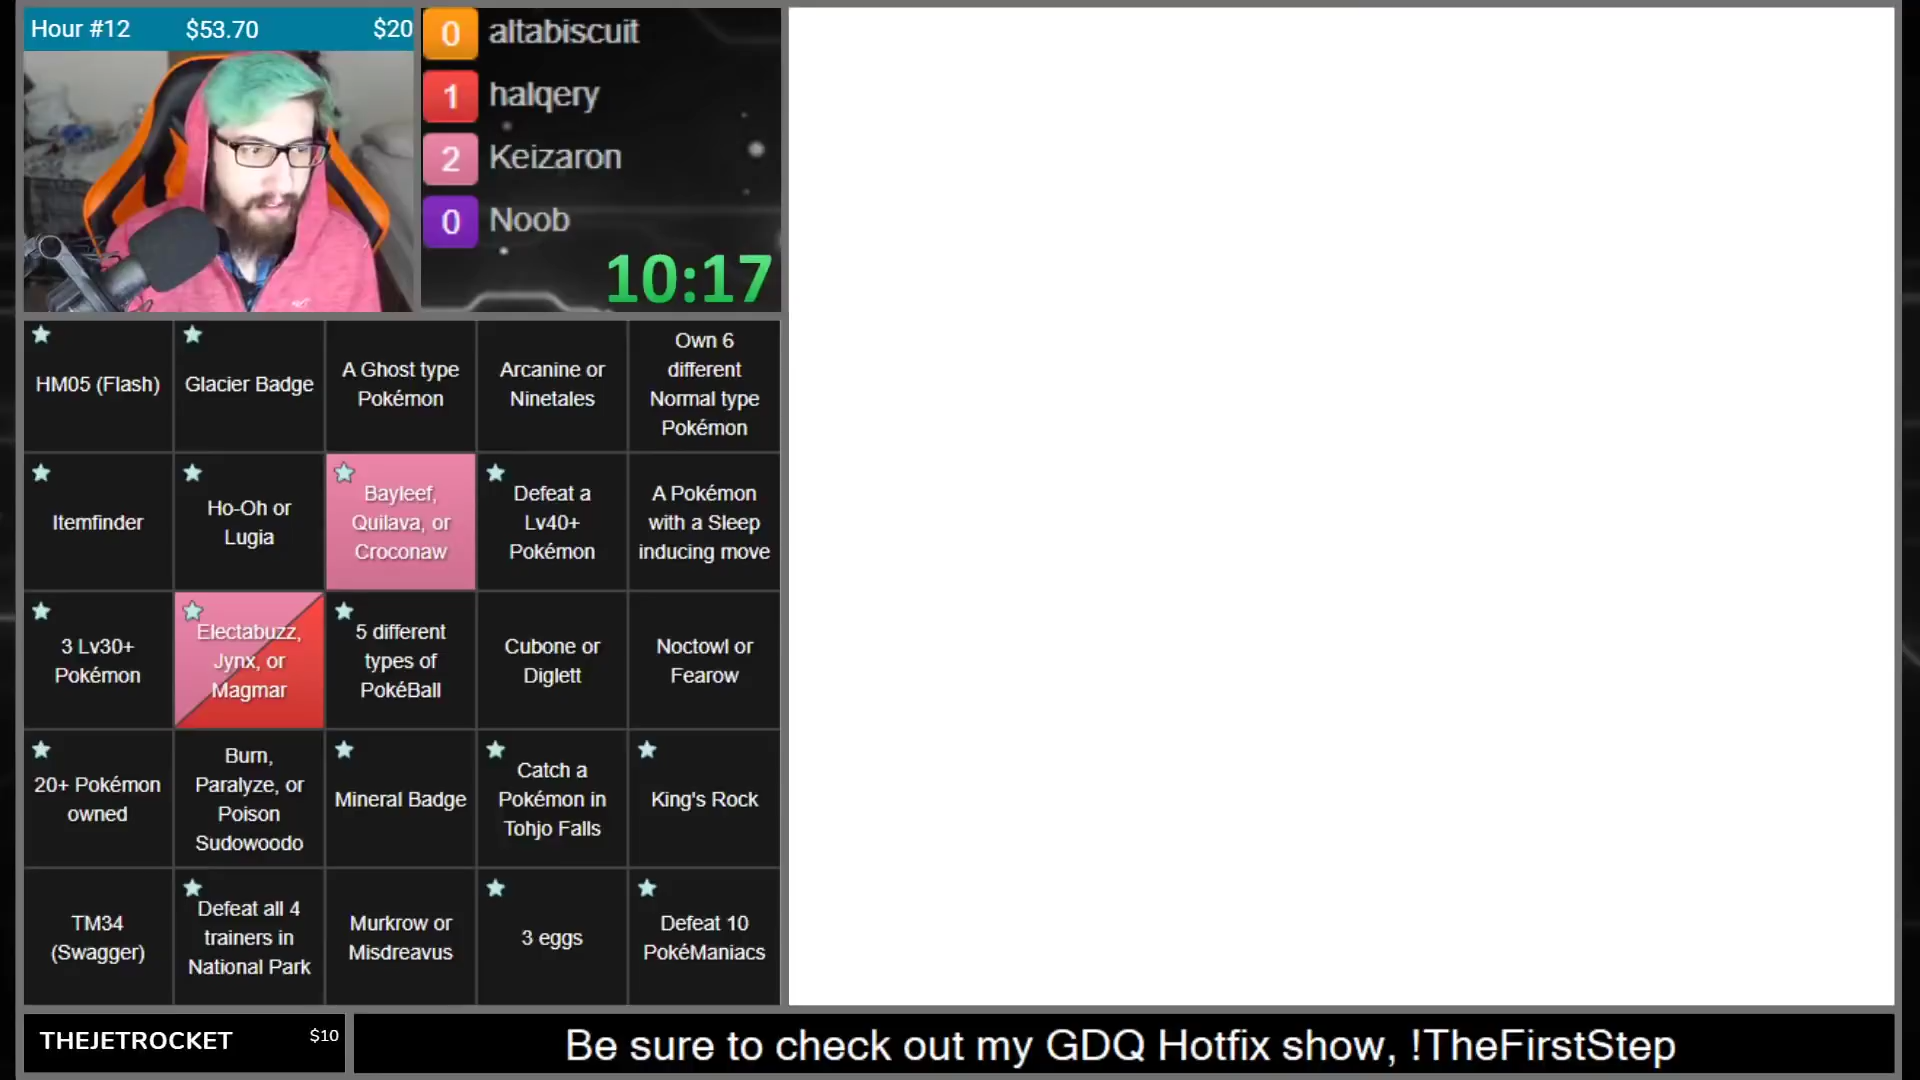 Hour #12 $53.70 $20
0 altabiscuit
1 halqery
2 Keizaron
0 Noob
10:17
HM05 (Flash)
Glacier Badge
A Ghost type
Pokémon
Arcanine or
Ninetales
Own 6
different
Normal type
Pokémon
Itemfinder
Ho-Oh or
Lugia
Bayleef,
Quilava, or
Croconaw
Defeat a
Lv40+
Pokémon
A Pokémon
with a Sleep
inducing move
3 Lv30+
Pokémon
Electabuzz,
Jynx, or
Magmar
5 different
types of
PokéBall
Cubone or
Diglett
Noctowl or
Fearow
20+ Pokémon
owned
Burn,
Paralyze, or
Poison
Sudowoodo
Mineral Badge
Catch a
Pokémon in
Tohjo Falls
King's Rock
TM34
(Swagger)
Defeat all 4
trainers in
National Park
Murkrow or
Misdreavus
3 eggs
Defeat 10
PokéManiacs
THEJETROCKET $10
Be sure to check out my GDQ Hotfix show, !TheFirstStep